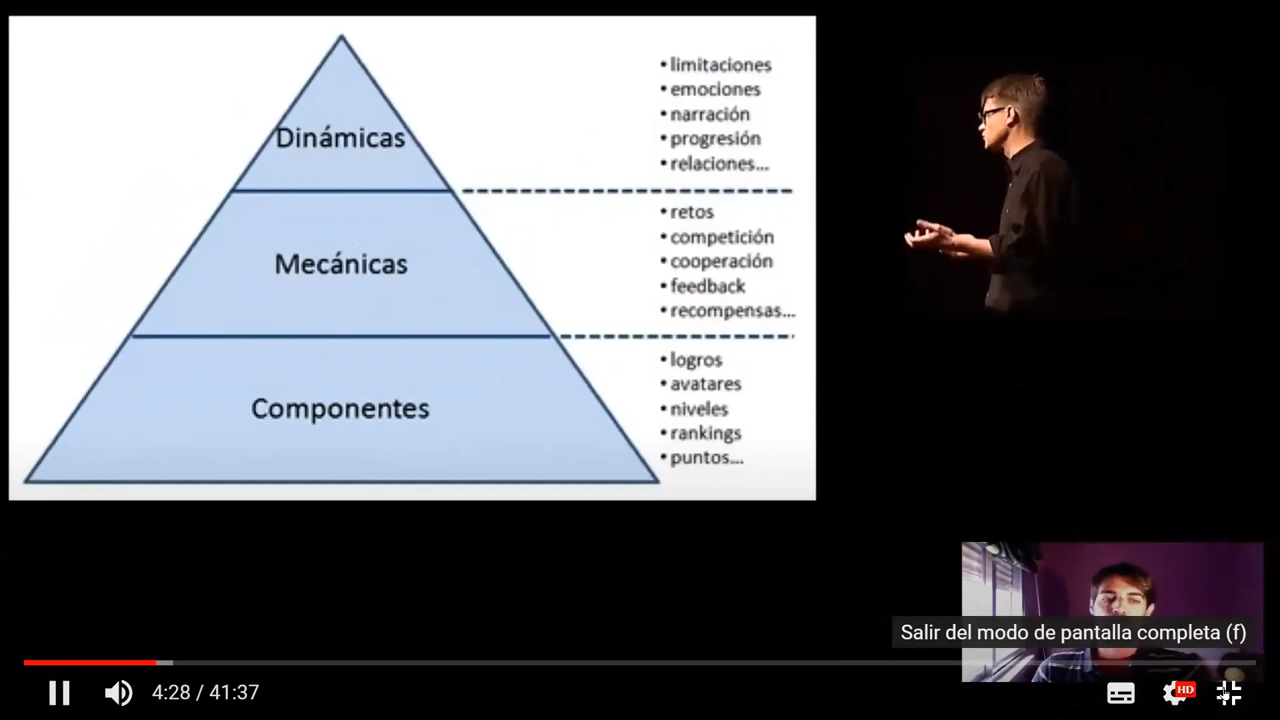 Dinámicas
• limitaciones
• emociones
• narración
• progresión
• relaciones...
Mecánicas
• retos
• competición
• cooperación
• feedback
• recompensas...
Componentes
• logros
• avatares
• niveles
• rankings
• puntos...
Salir del modo de pantalla completa (f)
4:28 / 41:37
HD